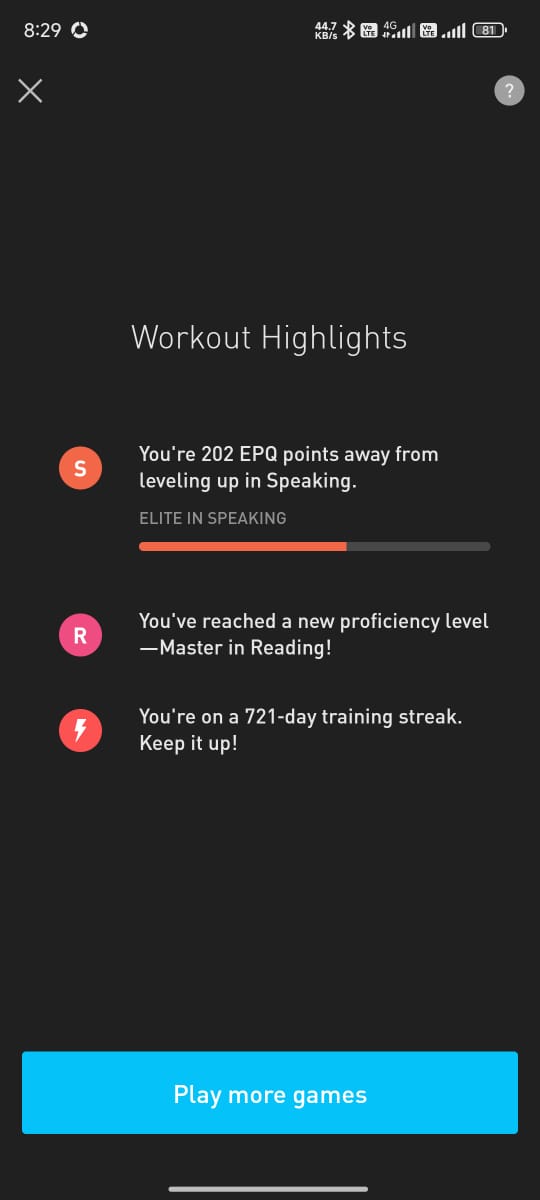 8:29
44.7
KB/s
Vo
LTE
4G
Vo
LTE
81
?
Workout Highlights
S
You're 202 EPQ points away from
leveling up in Speaking.
ELITE IN SPEAKING
R
You've reached a new proficiency level
—Master in Reading!
You're on a 721-day training streak.
Keep it up!
Play more games